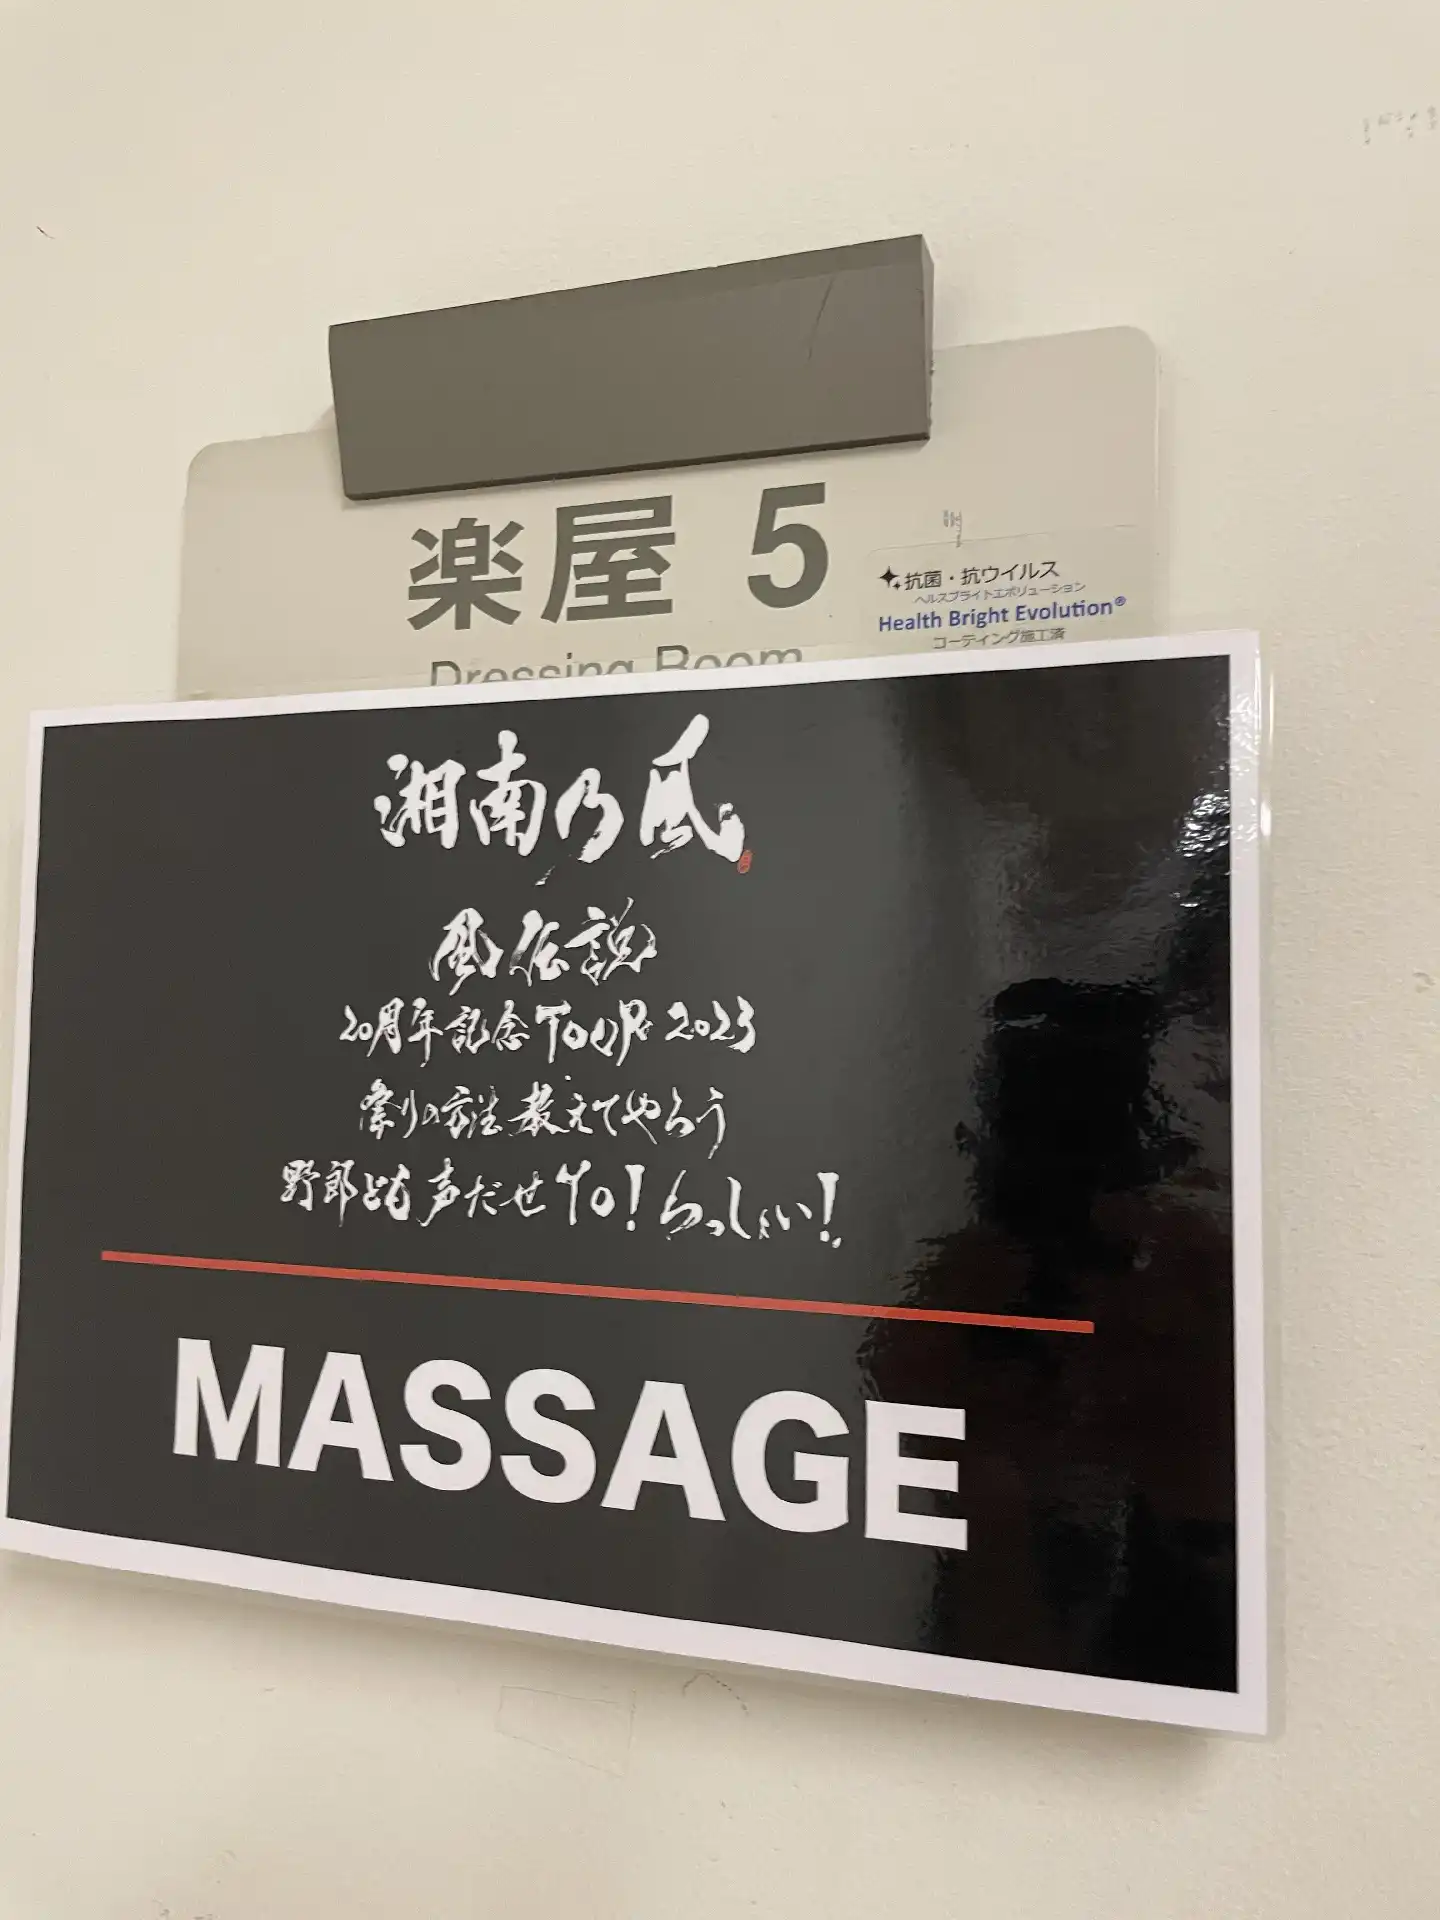 楽屋 5
抗菌・抗ウイルス
ヘルスブライトエボリューション
Health Bright Evolution®
コーティング施工済
Dressing Room
湘南乃風
風伝説
20周年記念TOUR 2023
祭りの方法教えてやろう
野郎ども声だせYo!らっしょい!
MASSAGE